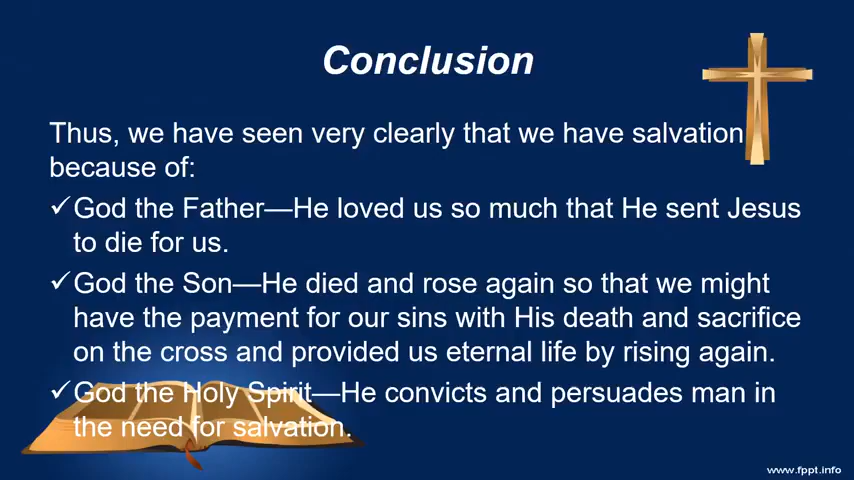 Conclusion
Thus, we have seen very clearly that we have salvation
because of:
✓God the Father—He loved us so much that He sent Jesus
to die for us.
✓God the Son—He died and rose again so that we might
have the payment for our sins with His death and sacrifice
on the cross and provided us eternal life by rising again.
✓God the Holy Spirit—He convicts and persuades man in
the need for salvation.
www.fppt.info